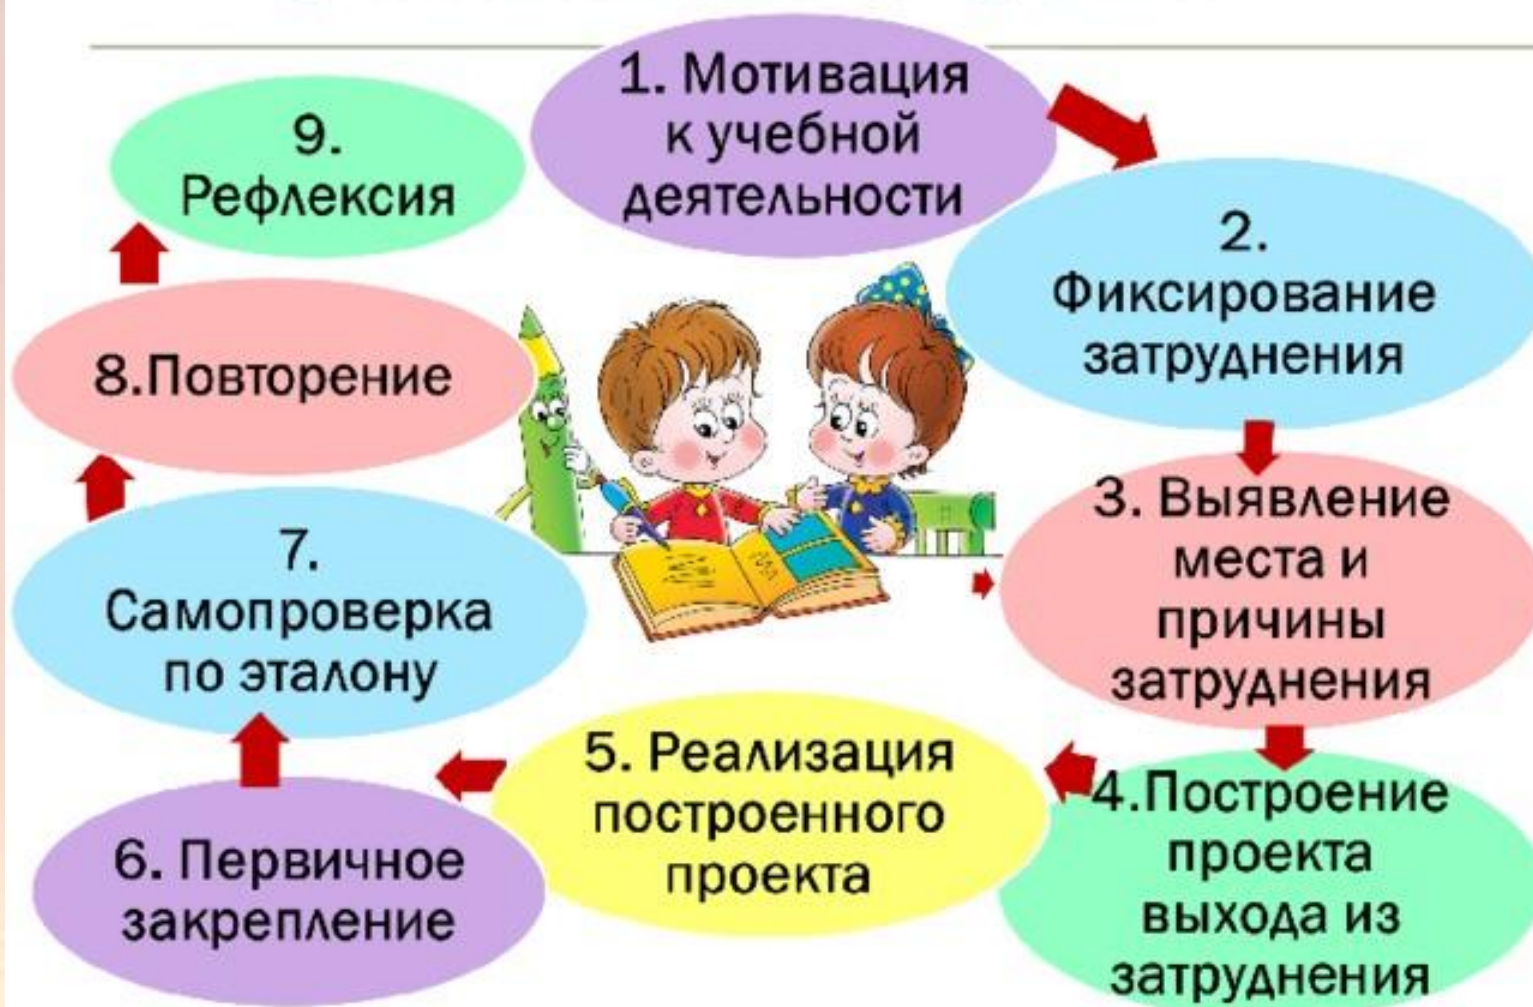 1. Мотивация
к учебной
деятельности
2.
Фиксирование
затруднения
3. Выявление
места и
причины
затруднения
4.Построение
проекта
выхода из
затруднения
5. Реализация
построенного
проекта
6. Первичное
закрепление
7.
Самопроверка
по эталону
8.Повторение
9.
Рефлексия